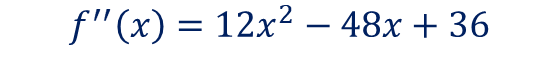 f''(x) = 12x² − 48x + 36